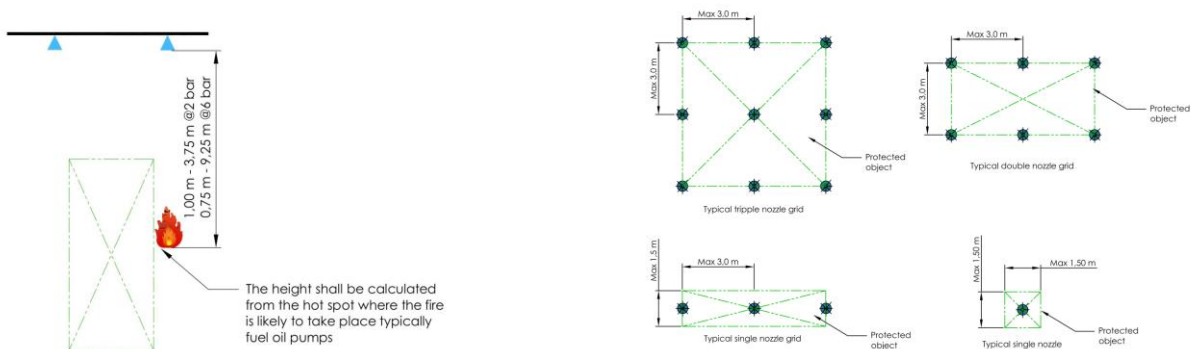 1,00 m - 3,75 m @2 bar
0,75 m - 9,25 m @6 bar
The height shall be calculated
from the hot spot where the fire
is likely to take place typically
fuel oil pumps
Max 3,0 m
Max 3,0 m
Protected
object
Typical tripple nozzle grid
Max 3,0 m
Max 3,0 m
Protected
object
Typical double nozzle grid
Max 3,0 m
Max 1,5 m
Protected
object
Typical single nozzle grid
Max 1,50 m
Max 1,50 m
Protected
object
Typical single nozzle